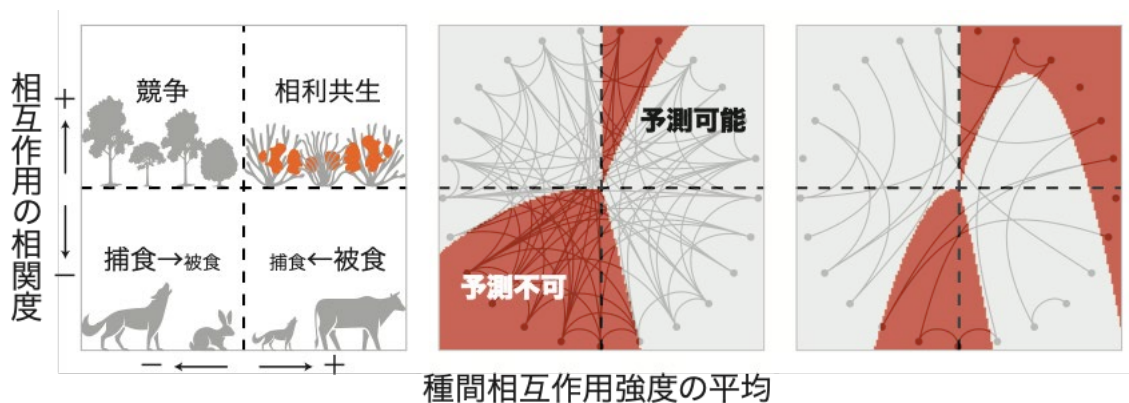 相互作用の相関度
+
−
競争
相利共生
捕食→被食
捕食←被食
− +
予測可能
予測不可
種間相互作用強度の平均